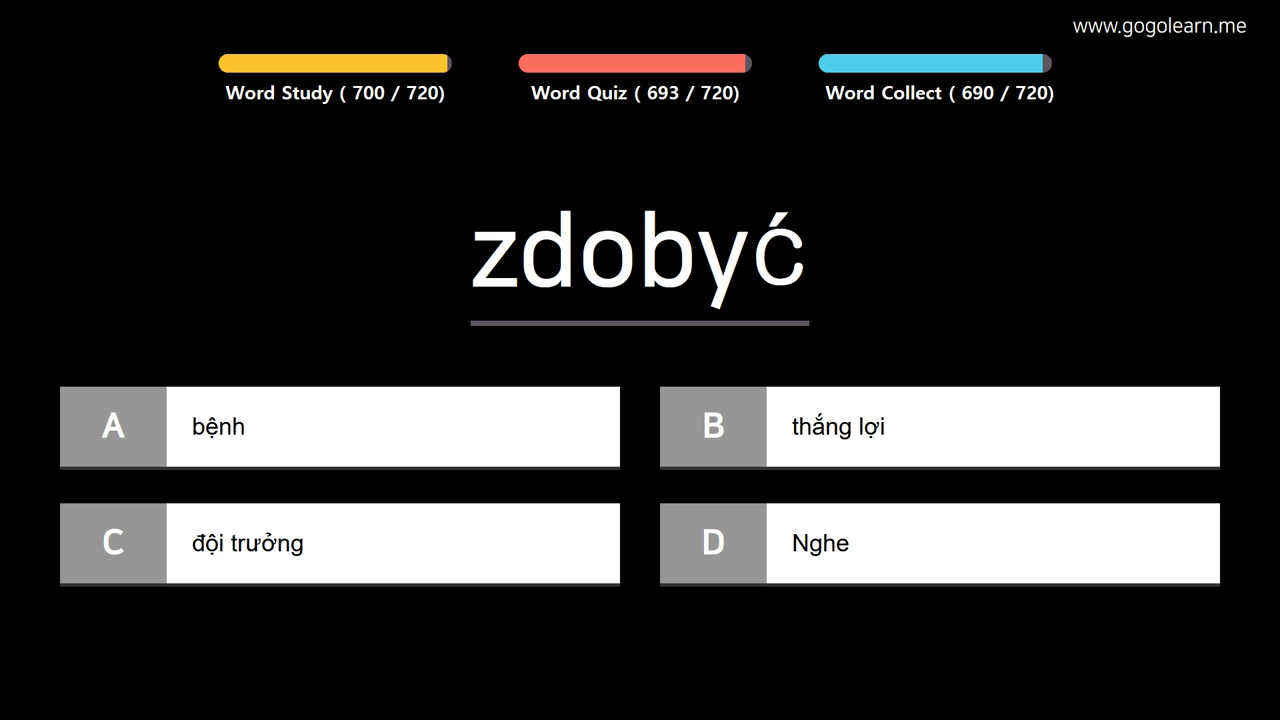 www.gogolearn.me
Word Study ( 700 / 720)
Word Quiz ( 693 / 720)
Word Collect ( 690 / 720)
zdobyć
A bệnh
B thắng lợi
C đội trưởng
D Nghe